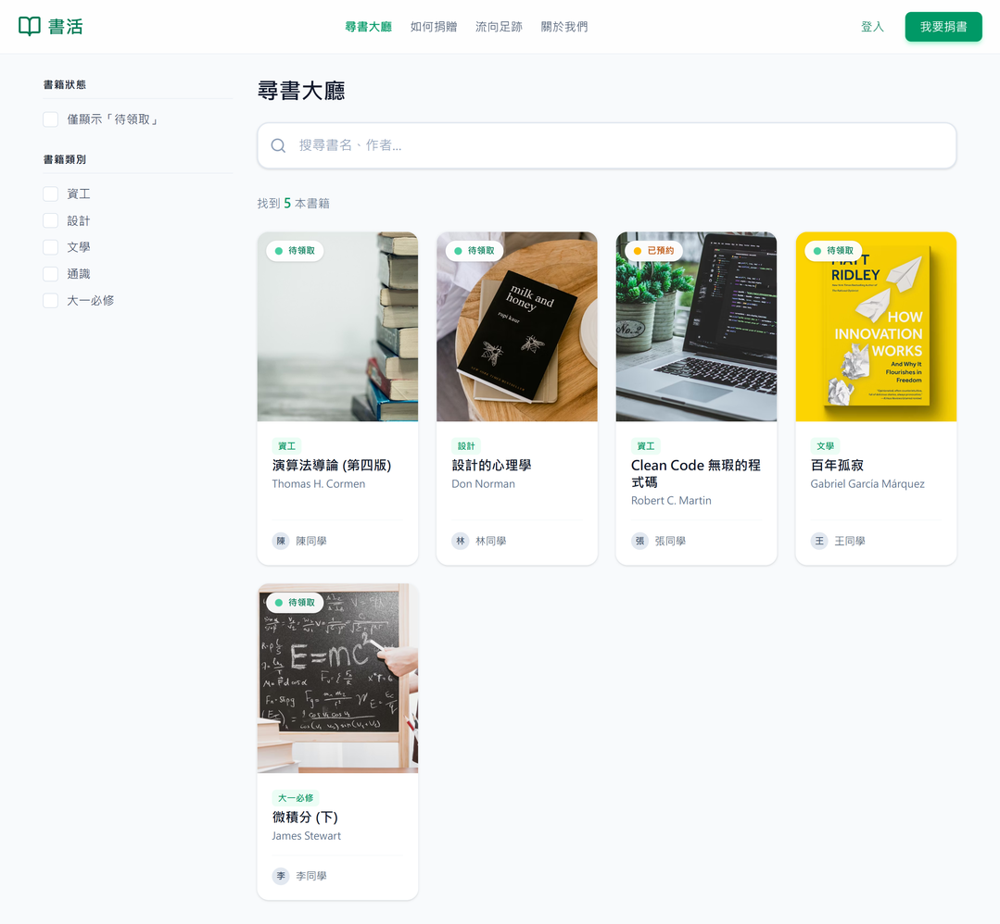 書活
尋書大廳
如何捐贈
流向足跡
關於我們
登入
我要捐書
書籍狀態
僅顯示「待領取」
書籍類別
資工
設計
文學
通識
大一必修
尋書大廳
搜尋書名、作者...
找到 5 本書籍
待領取
資工
演算法導論 (第四版)
Thomas H. Cormen
陳
陳同學
待領取
milk and
honey
rupi kaur
設計
設計的心理學
Don Norman
林
林同學
已預約
No.2
資工
Clean Code 無瑕的程
式碼
Robert C. Martin
張
張同學
待領取
MATT
RIDLEY
HOW
INNOVATION
WORKS
And Why It
Flourishes in
Freedom
文學
百年孤寂
Gabriel García Márquez
王
王同學
待領取
E=mc²
大一必修
微積分 (下)
James Stewart
李
李同學